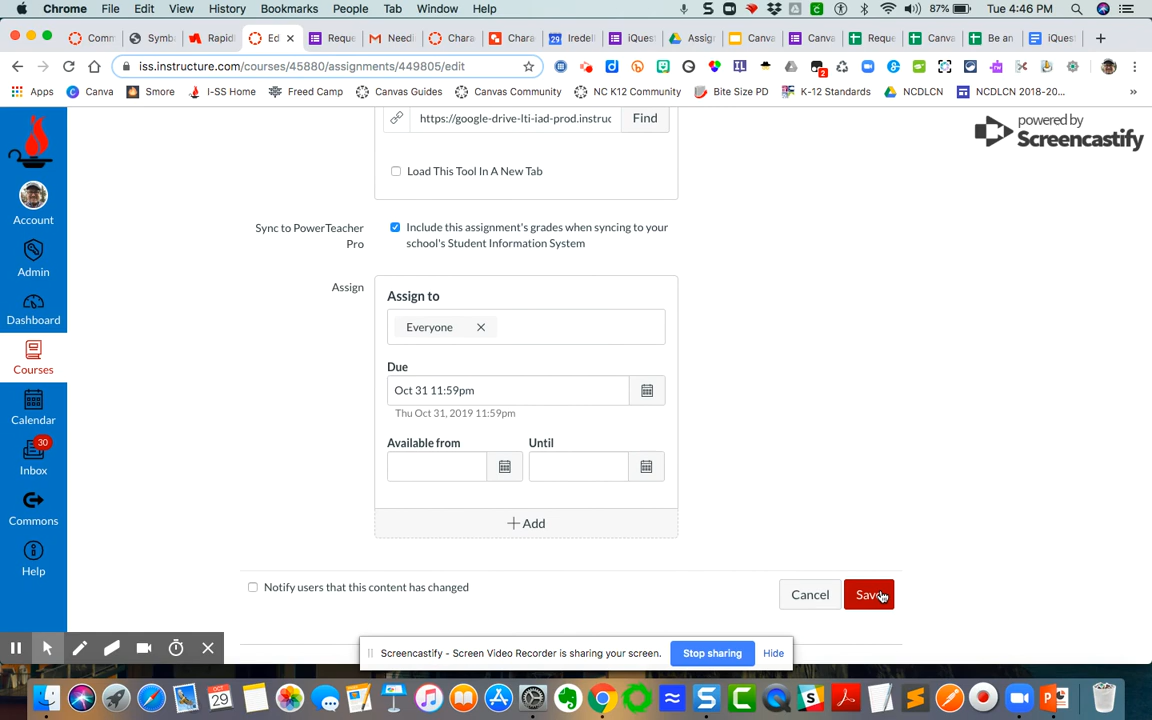 Chrome File Edit View History Bookmarks People Tab Window Help 87% Tue 4:46 PM
Comm Symba Rapid Ed Reque Needi Chara Chara 29 Iredell iQues Assig Canva Canva Reque Canva Be an iQues
iss.instructure.com/courses/45880/assignments/449805/edit
Apps Canva Smore I-SS Home Freed Camp Canvas Guides Canvas Community NC K12 Community Bite Size PD K-12 Standards NCDLCN NCDLCN 2018-20... »
powered by
Screencastify
https://google-drive-lti-iad-prod.instruc Find
Load This Tool In A New Tab
Account
Sync to PowerTeacher
Pro
Include this assignment's grades when syncing to your
school's Student Information System
Admin
Assign
Assign to
Dashboard
Everyone
Courses
Due
Oct 31 11:59pm
Thu Oct 31, 2019 11:59pm
Calendar
Available from Until
30
Inbox
Commons
Add
Help
Notify users that this content has changed
Cancel Save
Screencastify - Screen Video Recorder is sharing your screen. Stop sharing Hide
OCT
29